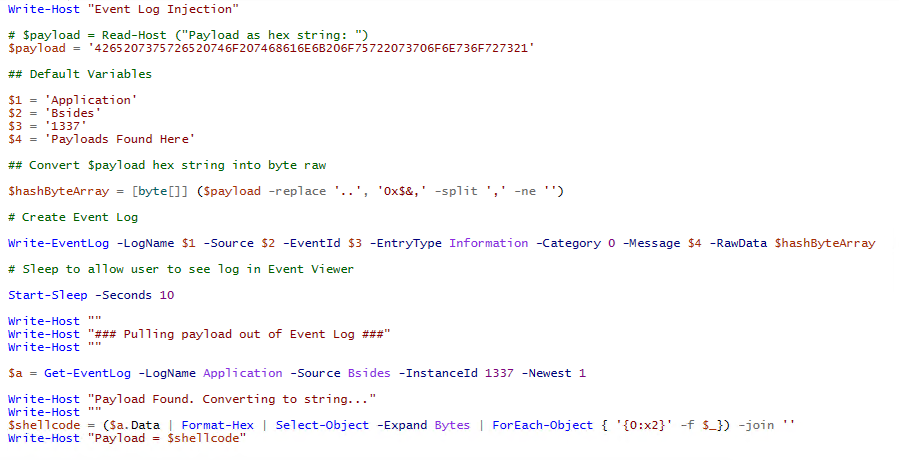 Write-Host "Event Log Injection"
# $payload = Read-Host ("Payload as hex string: ")
$payload = '4265207375726520746F207468616E6B206F75722073706F6E736F727321'
## Default Variables
$1 = 'Application'
$2 = 'Bsides'
$3 = '1337'
$4 = 'Payloads Found Here'
## Convert $payload hex string into byte raw
$hashByteArray = [byte[]] ($payload -replace '..', '0x$&,' -split ',' -ne '')
# Create Event Log
Write-EventLog -LogName $1 -Source $2 -EventId $3 -EntryType Information -Category 0 -Message $4 -RawData $hashByteArray
# Sleep to allow user to see log in Event Viewer
Start-Sleep -Seconds 10
Write-Host ""
Write-Host "### Pulling payload out of Event Log ###"
Write-Host ""
$a = Get-EventLog -LogName Application -Source Bsides -InstanceId 1337 -Newest 1
Write-Host "Payload Found. Converting to string..."
Write-Host ""
$shellcode = ($a.Data | Format-Hex | Select-Object -Expand Bytes | ForEach-Object { '{0:x2}' -f $_}) -join ''
Write-Host "Payload = $shellcode"